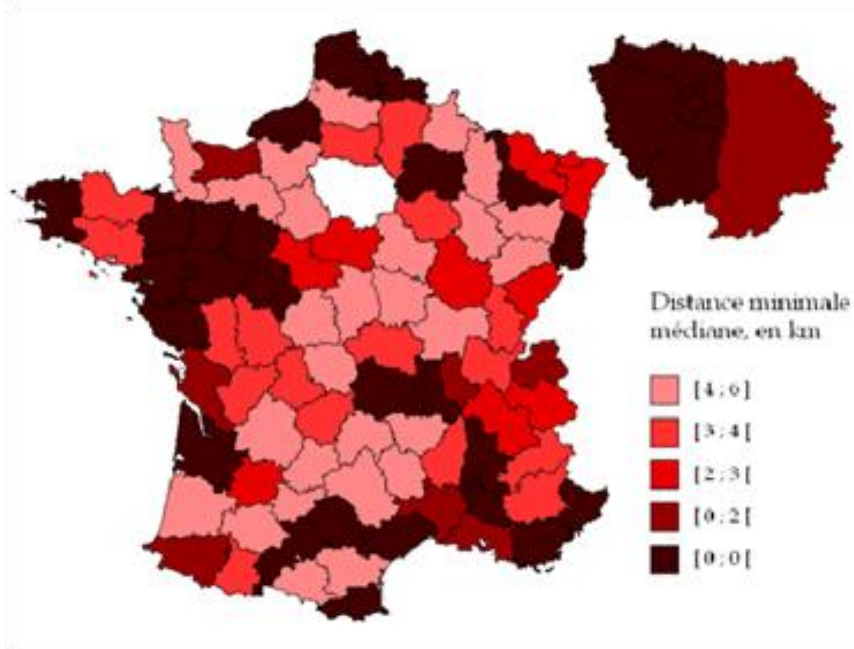 Distance minimale
médiane, en km
[4 ; 6]
[3 ; 4[
[2 ; 3[
[0 ; 2[
[0 ; 0[